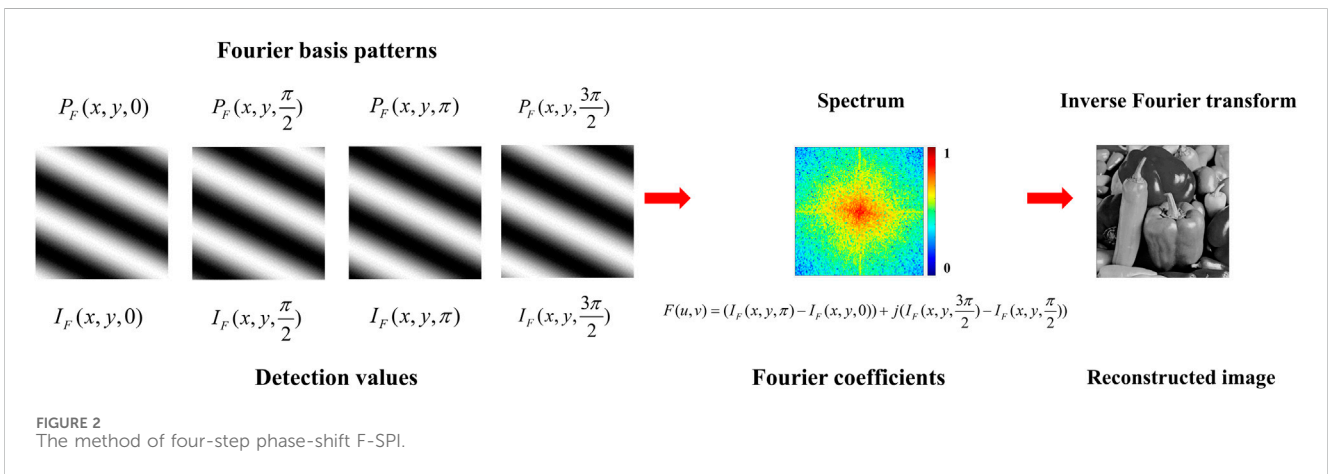 Fourier basis patterns
P_F(x, y, 0)
P_F(x, y, π/2)
P_F(x, y, π)
P_F(x, y, 3π/2)
I_F(x, y, 0)
I_F(x, y, π/2)
I_F(x, y, π)
I_F(x, y, 3π/2)
Detection values
Spectrum
1
0
F(u,v) = (I_F(x, y, π) − I_F(x, y, 0)) + j(I_F(x, y, 3π/2) − I_F(x, y, π/2))
Fourier coefficients
Inverse Fourier transform
Reconstructed image
FIGURE 2
The method of four-step phase-shift F-SPI.